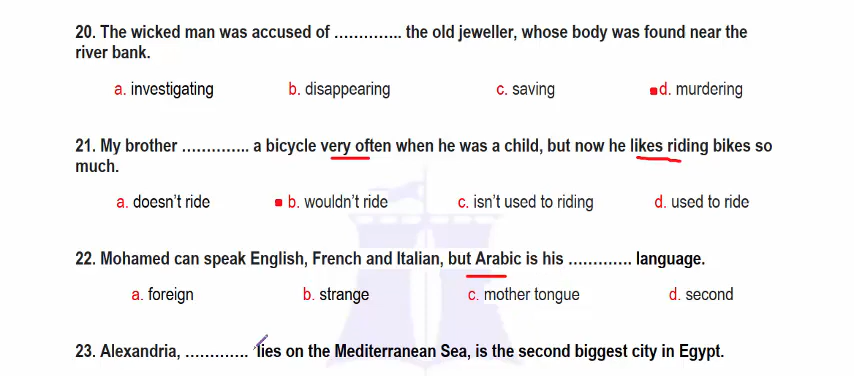 20. The wicked man was accused of ………….. the old jeweller, whose body was found near the
river bank.
a. investigating b. disappearing c. saving d. murdering
21. My brother ………….. a bicycle very often when he was a child, but now he likes riding bikes so
much.
a. doesn’t ride b. wouldn’t ride c. isn’t used to riding d. used to ride
22. Mohamed can speak English, French and Italian, but Arabic is his …………. language.
a. foreign b. strange c. mother tongue d. second
23. Alexandria, …………. lies on the Mediterranean Sea, is the second biggest city in Egypt.